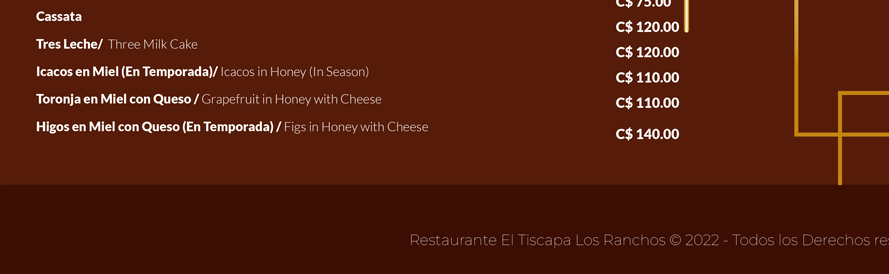 C$ 75.00
Cassata
C$ 120.00
Tres Leche/ Three Milk Cake
C$ 120.00
Icacos en Miel (En Temporada)/ Icacos in Honey (In Season)
C$ 110.00
Toronja en Miel con Queso / Grapefruit in Honey with Cheese
C$ 110.00
Higos en Miel con Queso (En Temporada) / Figs in Honey with Cheese
C$ 140.00
Restaurante El Tiscapa Los Ranchos © 2022 - Todos los Derechos